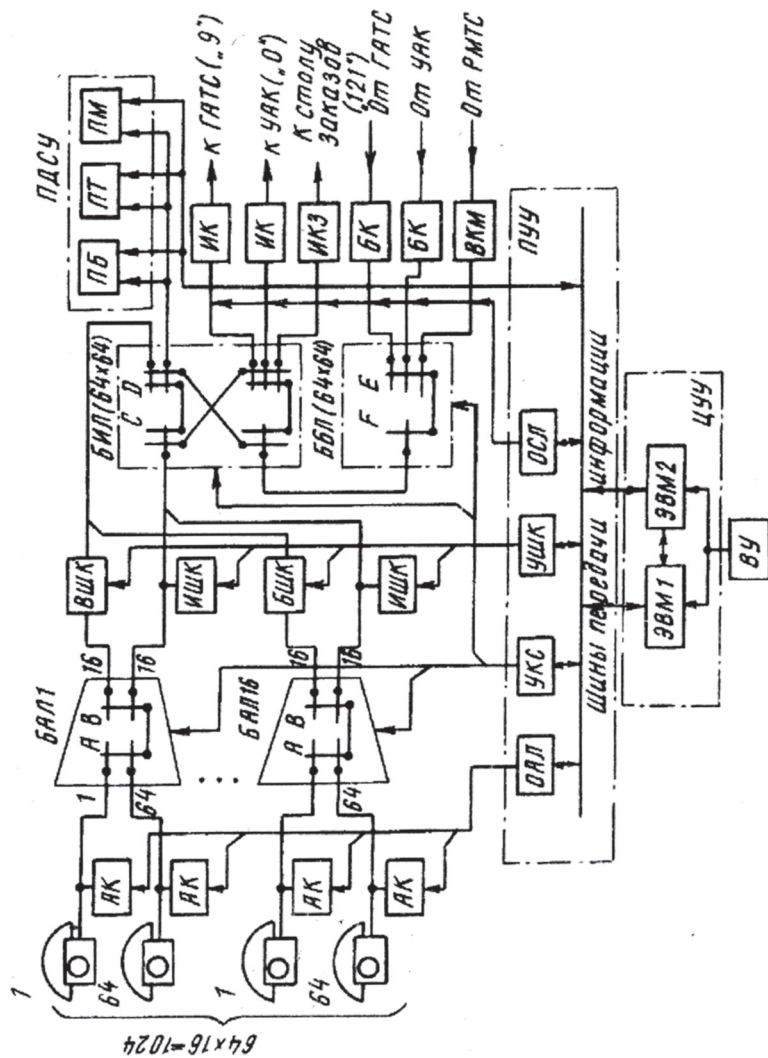 64×16=1024
1
64
1
64
АК
АК
АК
АК
1
64
64
БАЛ1
А В
16
16
БАЛ16
А В
16
16
ВШК
ИШК
БШК
ИШК
БИЛ(64×64)
С D
ББЛ(64×64)
F E
ПДСУ
ПБ
ПТ
ПМ
ИК
ИК
ИКЗ
БК
БК
ВКМ
К ГАТС („9")
К УАК („0")
К столу
заказов
(„121")
От ГАТС
От УАК
От РМТС
ПУУ
ОАЛ
УКС
УШК
ОСЛ
Шины передачи информации
ЦУУ
ЭВМ1
ЭВМ2
ВУ